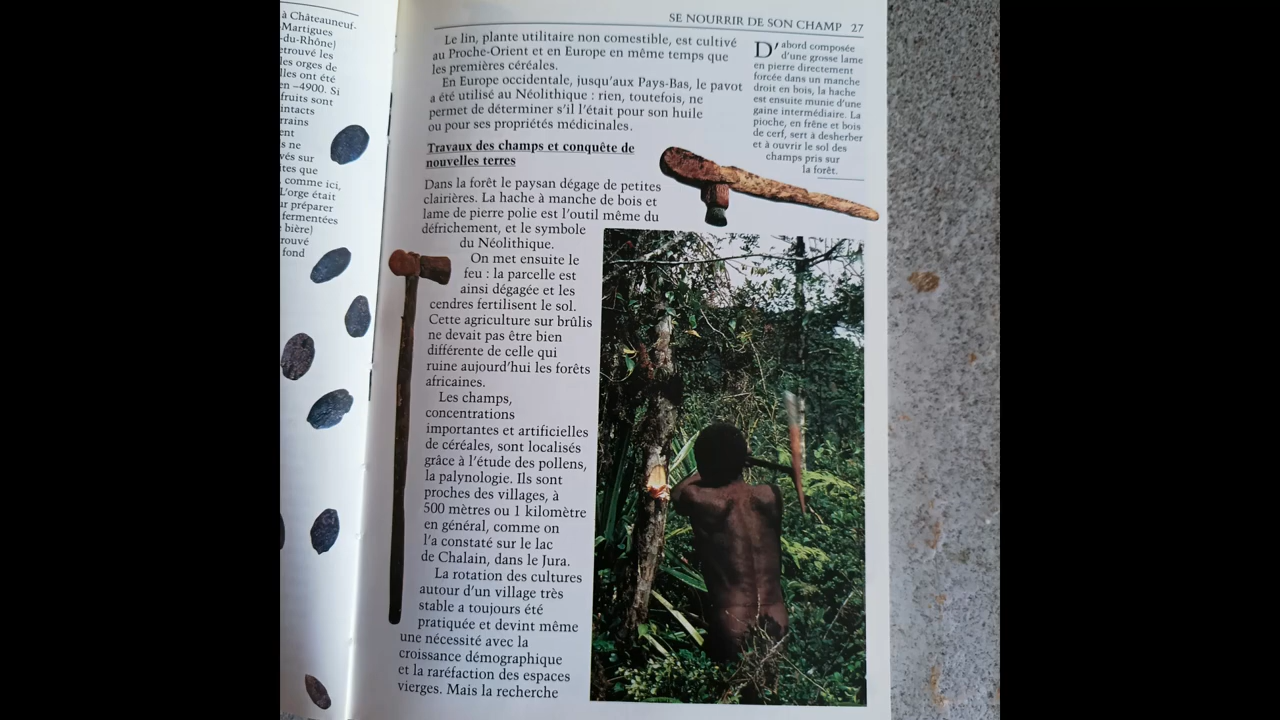 à Châteauneuf-
-Martigues
-du-Rhône)
etrouvé les
les orges de
lles ont été
en –4900. Si
fruits sont
intacts
rrains
ent
s ne
vés sur
ites que
, comme ici,
L'orge était
ur préparer
fermentées
bière)
rouvé
fond
SE NOURRIR DE SON CHAMP 27
Le lin, plante utilitaire non comestible, est cultivé
au Proche-Orient et en Europe en même temps que
les premières céréales.
En Europe occidentale, jusqu'aux Pays-Bas, le pavot
a été utilisé au Néolithique : rien, toutefois, ne
permet de déterminer s'il l'était pour son huile
ou pour ses propriétés médicinales.
Travaux des champs et conquête de
nouvelles terres
Dans la forêt le paysan dégage de petites
clairières. La hache à manche de bois et
lame de pierre polie est l'outil même du
défrichement, et le symbole
du Néolithique.
On met ensuite le
feu : la parcelle est
ainsi dégagée et les
cendres fertilisent le sol.
Cette agriculture sur brûlis
ne devait pas être bien
différente de celle qui
ruine aujourd'hui les forêts
africaines.
Les champs,
concentrations
importantes et artificielles
de céréales, sont localisés
grâce à l'étude des pollens,
la palynologie. Ils sont
proches des villages, à
500 mètres ou 1 kilomètre
en général, comme on
l'a constaté sur le lac
de Chalain, dans le Jura.
La rotation des cultures
autour d'un village très
stable a toujours été
pratiquée et devint même
une nécessité avec la
croissance démographique
et la raréfaction des espaces
vierges. Mais la recherche
D'abord composée
d'une grosse lame
en pierre directement
forcée dans un manche
droit en bois, la hache
est ensuite munie d'une
gaine intermédiaire. La
pioche, en frêne et bois
de cerf, sert à desherber
et à ouvrir le sol des
champs pris sur
la forêt.